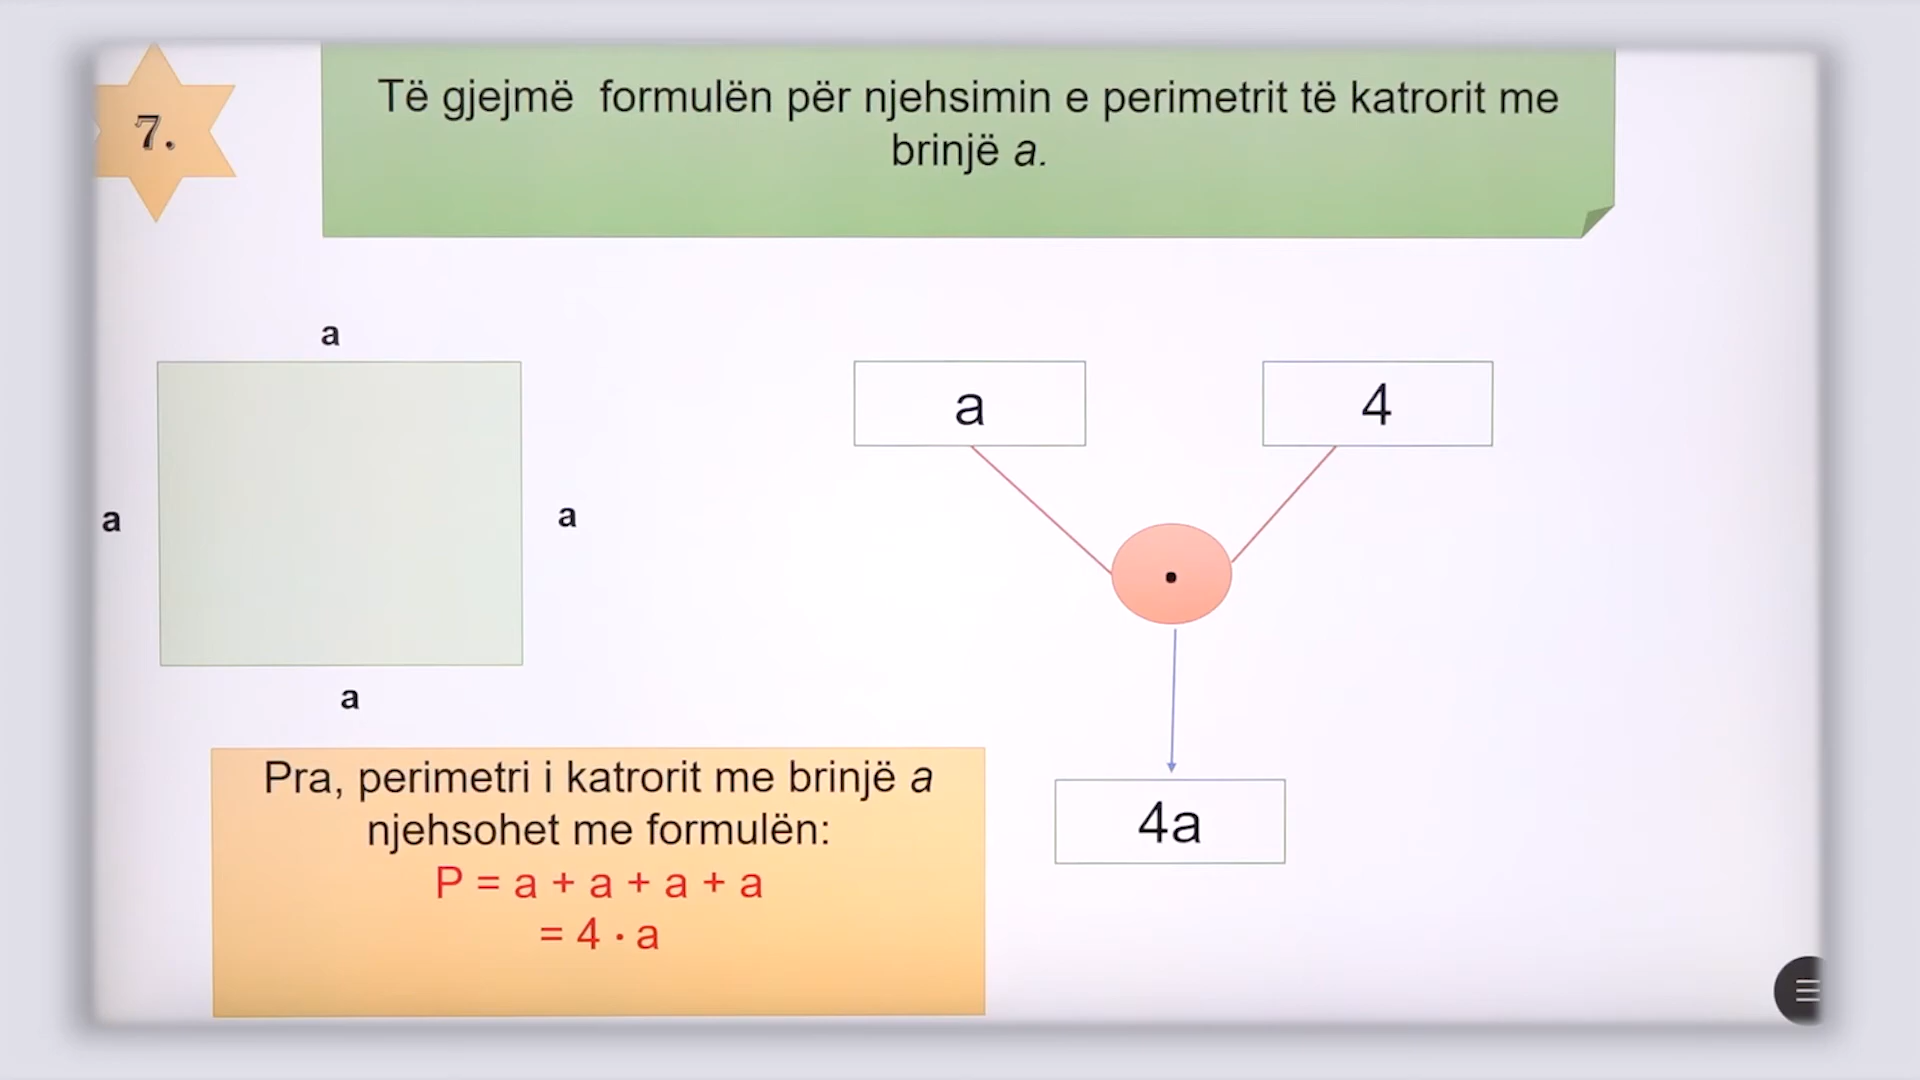 7.
Të gjejmë formulën për njehsimin e perimetrit të katrorit me
brinjë a.
a
a
a
a
a
4
.
4a
Pra, perimetri i katrorit me brinjë a
njehsohet me formulën:
P = a + a + a + a
= 4 · a